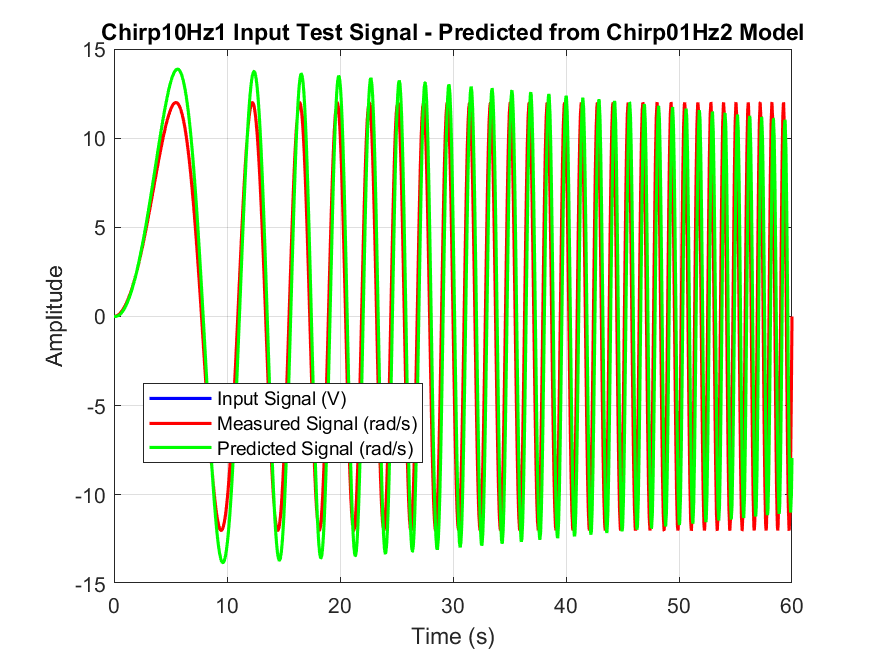 Chirp10Hz1 Input Test Signal - Predicted from Chirp01Hz2 Model
15
10
5
0
-5
-10
-15
Amplitude
Input Signal (V)
Measured Signal (rad/s)
Predicted Signal (rad/s)
0 10 20 30 40 50 60
Time (s)